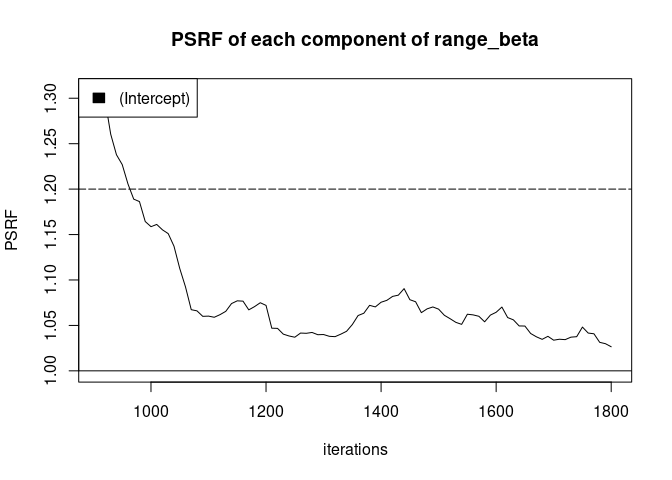 PSRF of each component of range_beta
(Intercept)
1.30
1.25
1.20
1.15
1.10
1.05
1.00
PSRF
1000 1200 1400 1600 1800
iterations